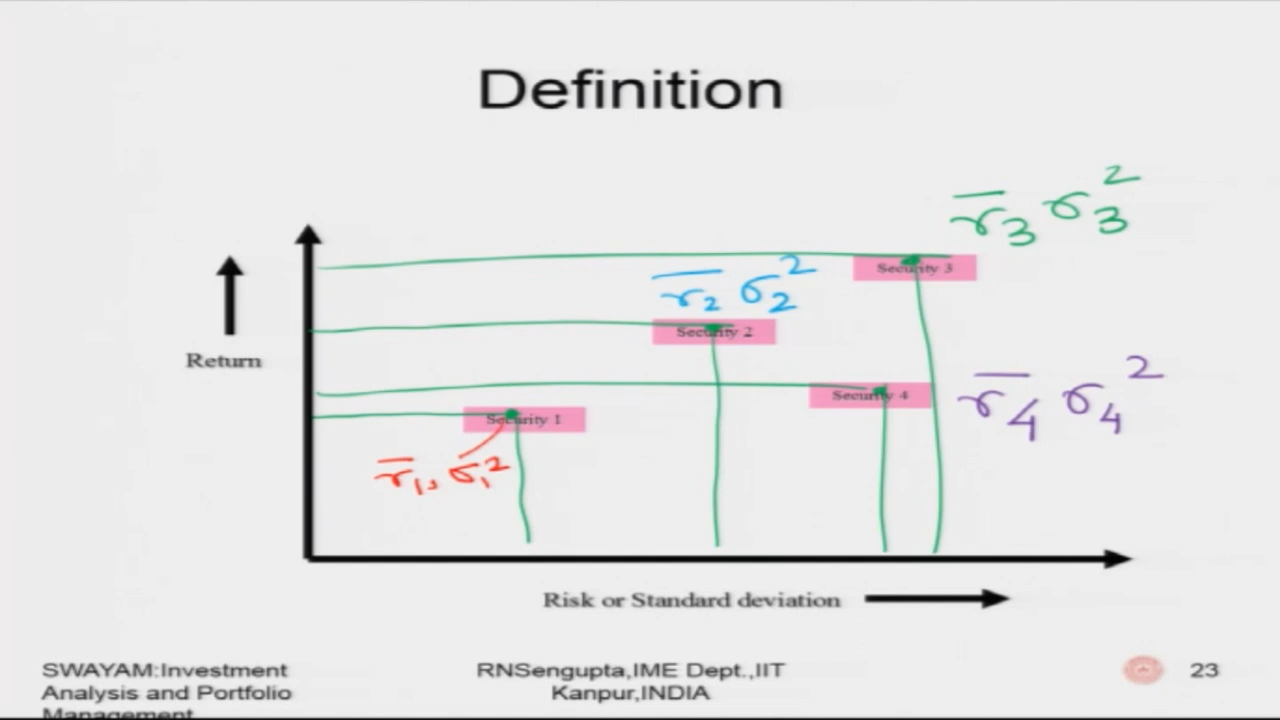 Definition
r̄3 σ3²
Security 3
r̄2 σ2²
Security 2
Return
r̄4 σ4²
Security 4
Security 1
r̄1, σ1²
Risk or Standard deviation
SWAYAM:Investment
Analysis and Portfolio
Management
RNSengupta,IME Dept.,IIT
Kanpur,INDIA
23